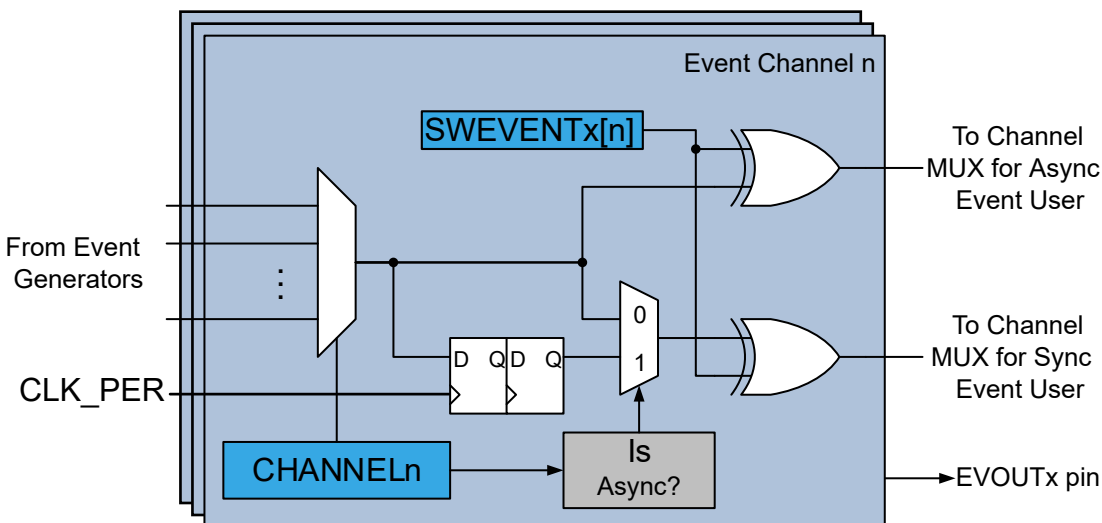 Event Channel n
SWEVENTx[n]
To Channel
MUX for Async
Event User
From Event
Generators
0
1
D Q D Q
To Channel
MUX for Sync
Event User
CLK_PER
CHANNELn
Is
Async?
EVOUTx pin